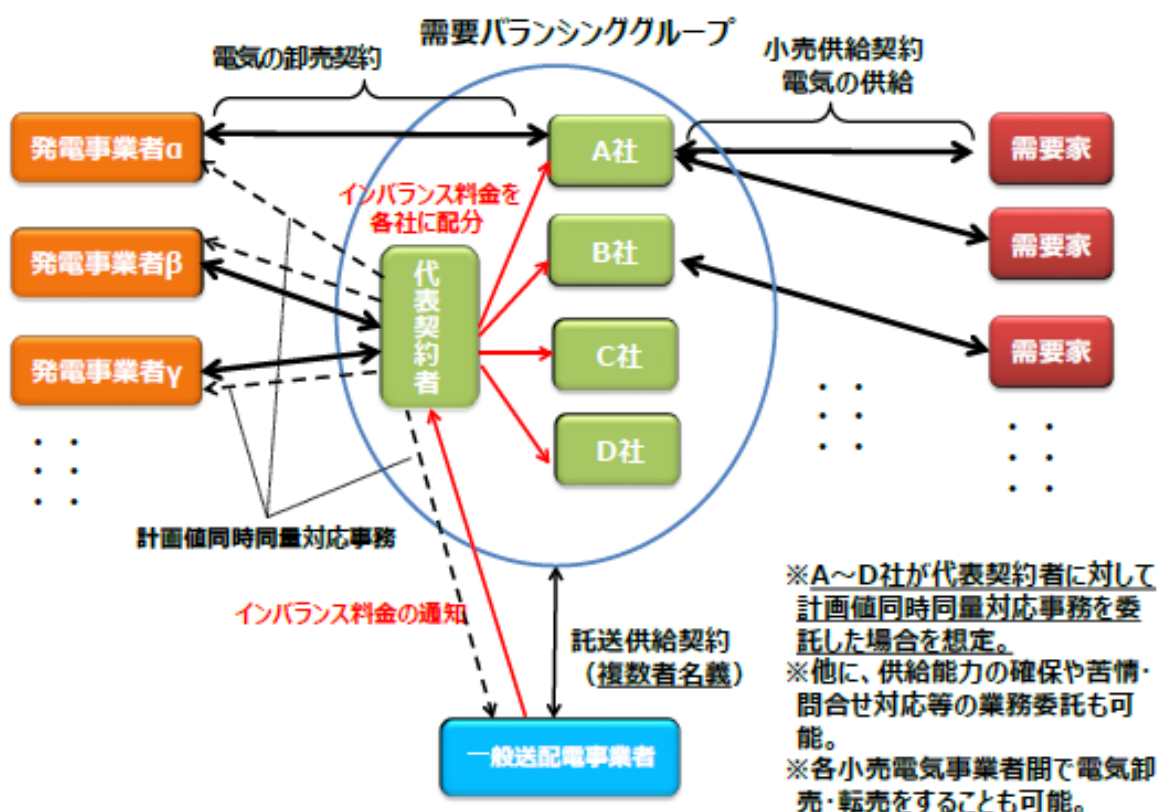 需要バランシンググループ
電気の卸売契約
小売供給契約
電気の供給
発電事業者α
A社
需要家
インバランス料金を
各社に配分
発電事業者β
代表契約者
B社
需要家
発電事業者γ
C社
需要家
D社
計画値同時同量対応事務
インバランス料金の通知
託送供給契約
（複数者名義）
一般送配電事業者
※A～D社が代表契約者に対して
計画値同時同量対応事務を委
託した場合を想定。
※他に、供給能力の確保や苦情・
問合せ対応等の業務委託も可
能。
※各小売電気事業者間で電気卸
売・転売をすることも可能。